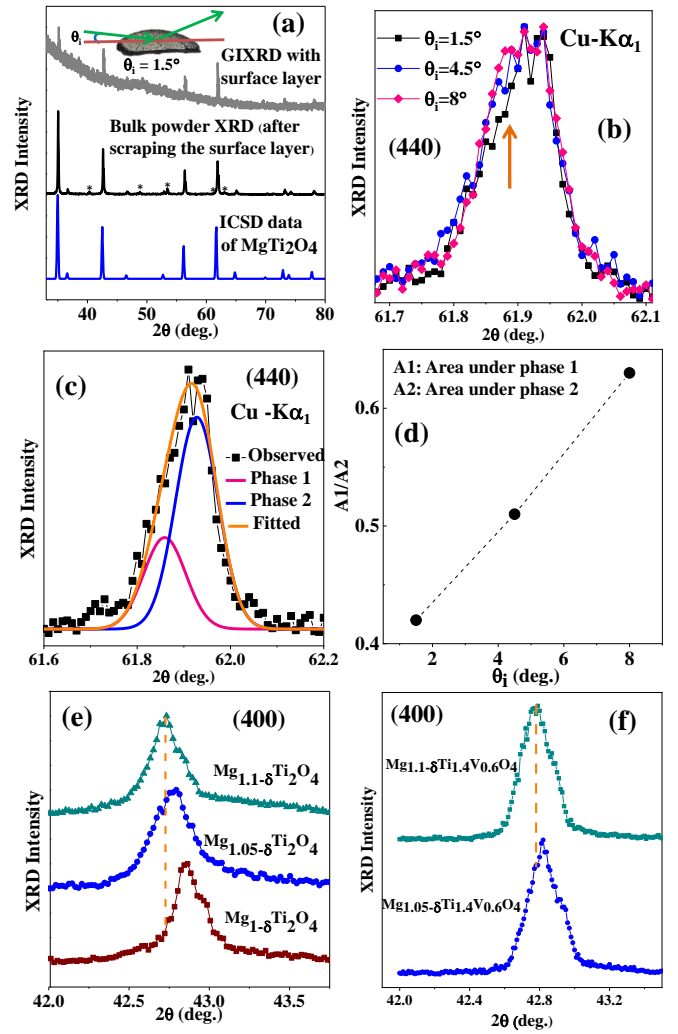 (a)
θi
θi = 1.5°
GIXRD with
surface layer
Bulk powder XRD (after
scraping the surface layer)
* * * * *
ICSD data
of MgTi2O4
XRD Intensity
40 50 60 70 80
2θ (deg.)
Cu-Kα1
θi=1.5°
θi=4.5°
θi=8°
(b)
(440)
XRD Intensity
61.7 61.8 61.9 62.0 62.1
2θ (deg.)
(c)
(440)
Cu -Kα1
Observed
Phase 1
Phase 2
Fitted
XRD Intensity
61.6 61.8 62.0 62.2
2θ (deg.)
A1: Area under phase 1
A2: Area under phase 2
(d)
A1/A2
0.6
0.4
2 4 6 8
θi (deg.)
(e)
(400)
Mg1.1-δTi2O4
Mg1.05-δTi2O4
Mg1-δTi2O4
XRD Intensity
42.0 42.5 43.0 43.5
2θ (deg.)
(400)
(f)
Mg1.1-δTi1.4V0.6O4
Mg1.05-δTi1.4V0.6O4
XRD Intensity
42.0 42.4 42.8 43.2
2θ (deg.)